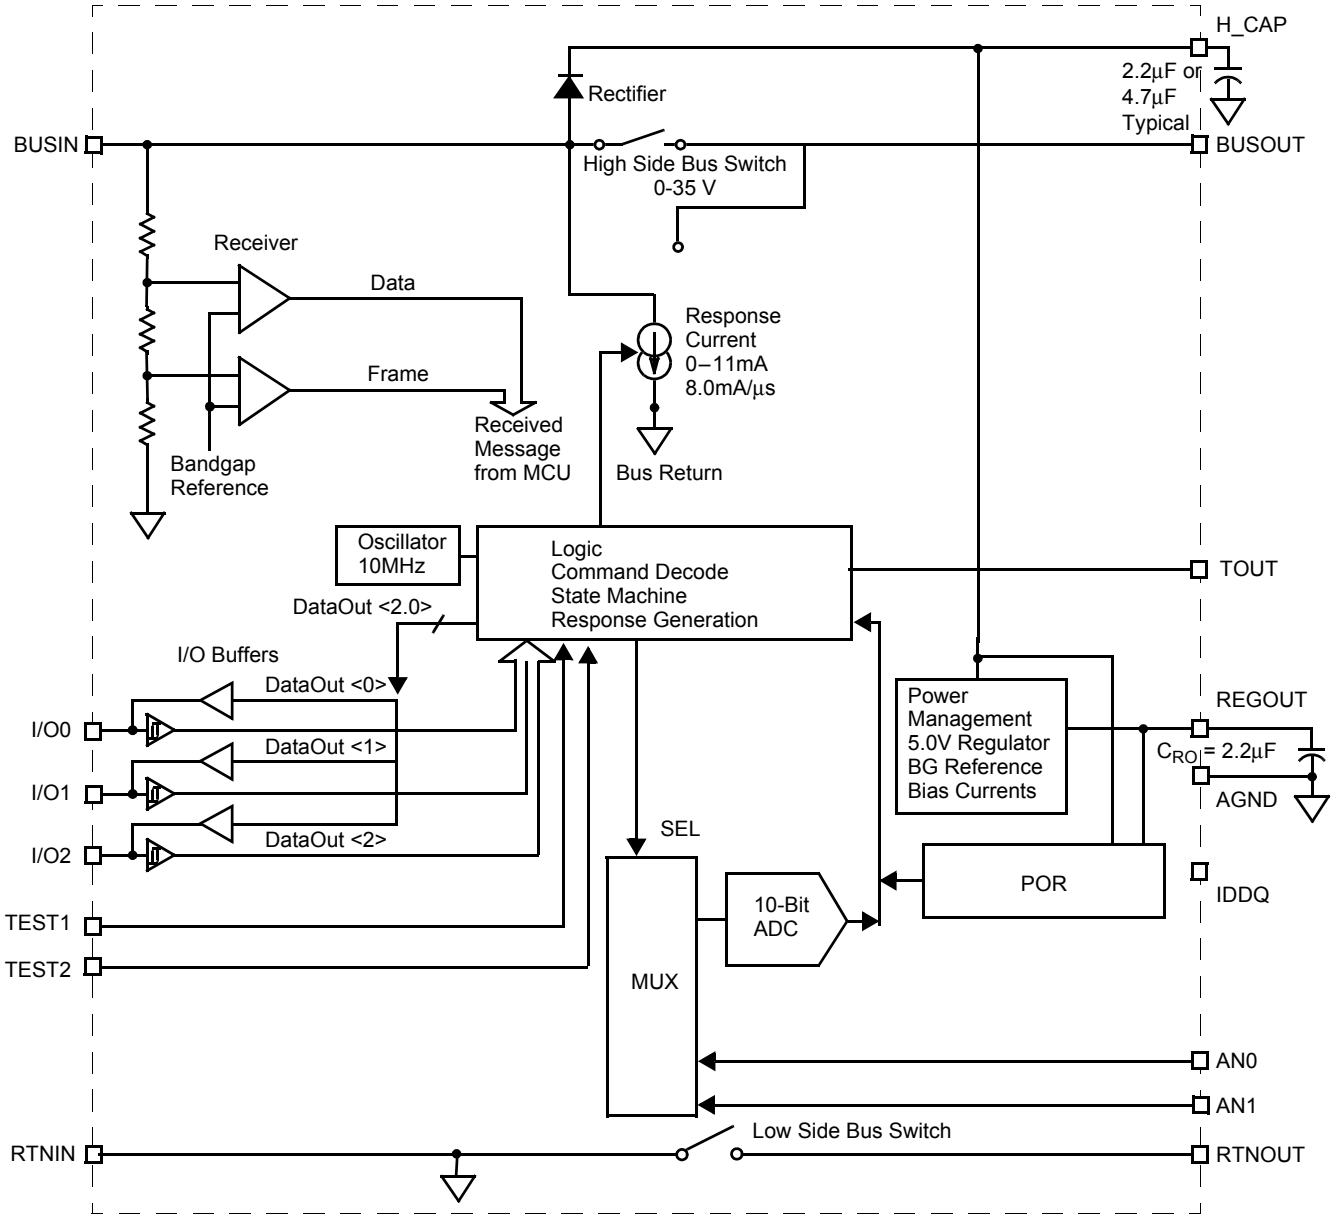 H_CAP
2.2μF or
4.7μF
Typical
Rectifier
BUSIN
BUSOUT
High Side Bus Switch
0-35 V
Receiver
Data
Response
Current
0–11mA
8.0mA/μs
Frame
Received
Message
from MCU
Bandgap
Reference
Bus Return
Oscillator
10MHz
Logic
Command Decode
State Machine
Response Generation
TOUT
DataOut <2.0>
I/O Buffers
DataOut <0>
I/O0
DataOut <1>
I/O1
DataOut <2>
I/O2
Power
Management
5.0V Regulator
BG Reference
Bias Currents
REGOUT
CRO = 2.2μF
AGND
SEL
POR
IDDQ
10-Bit
ADC
TEST1
TEST2
MUX
AN0
AN1
Low Side Bus Switch
RTNIN
RTNOUT